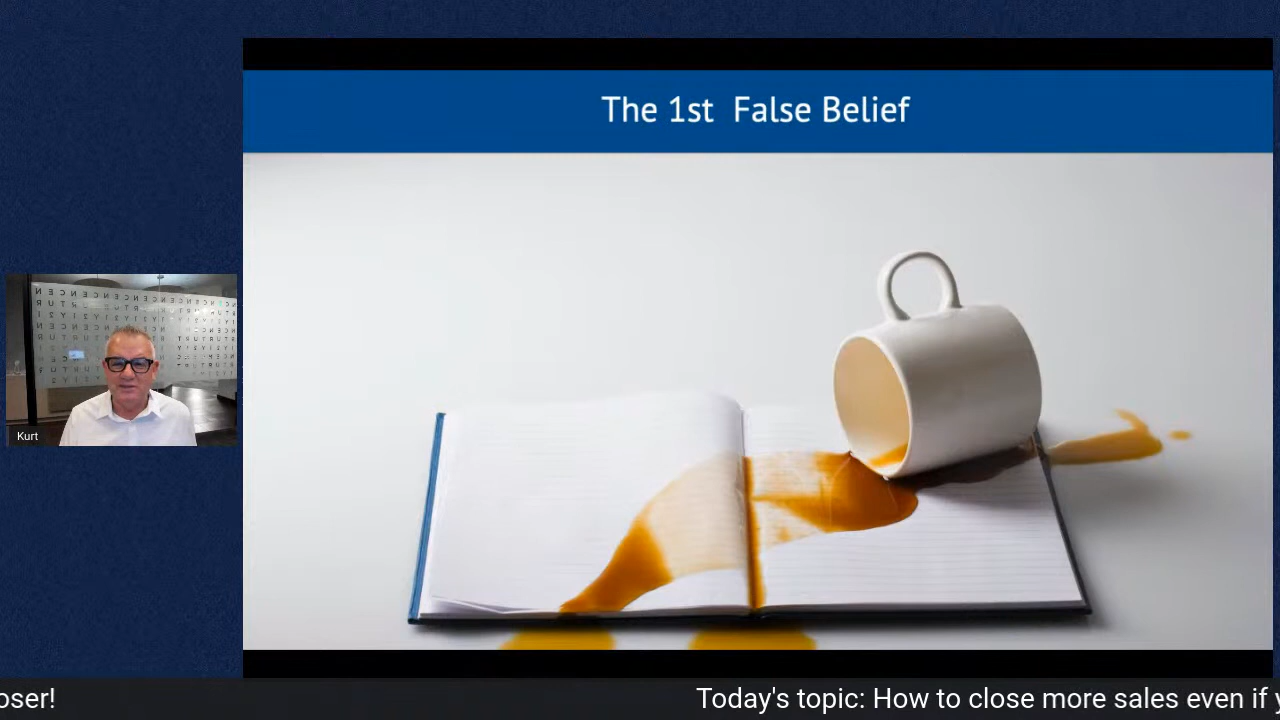 The 1st  False Belief
Kurt
oser!
Today's topic: How to close more sales even if y